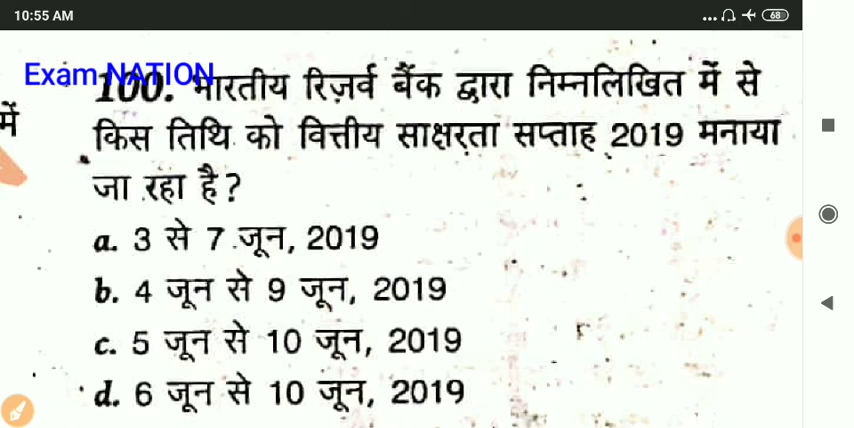 10:55 AM
68
Exam NATION
100. भारतीय रिज़र्व बैंक द्वारा निम्नलिखित में से
में
किस तिथि को वित्तीय साक्षरता सप्ताह 2019 मनाया
जा रहा है?
a. 3 से 7 जून, 2019
b. 4 जून से 9 जून, 2019
c. 5 जून से 10 जून, 2019
d. 6 जून से 10 जून, 2019